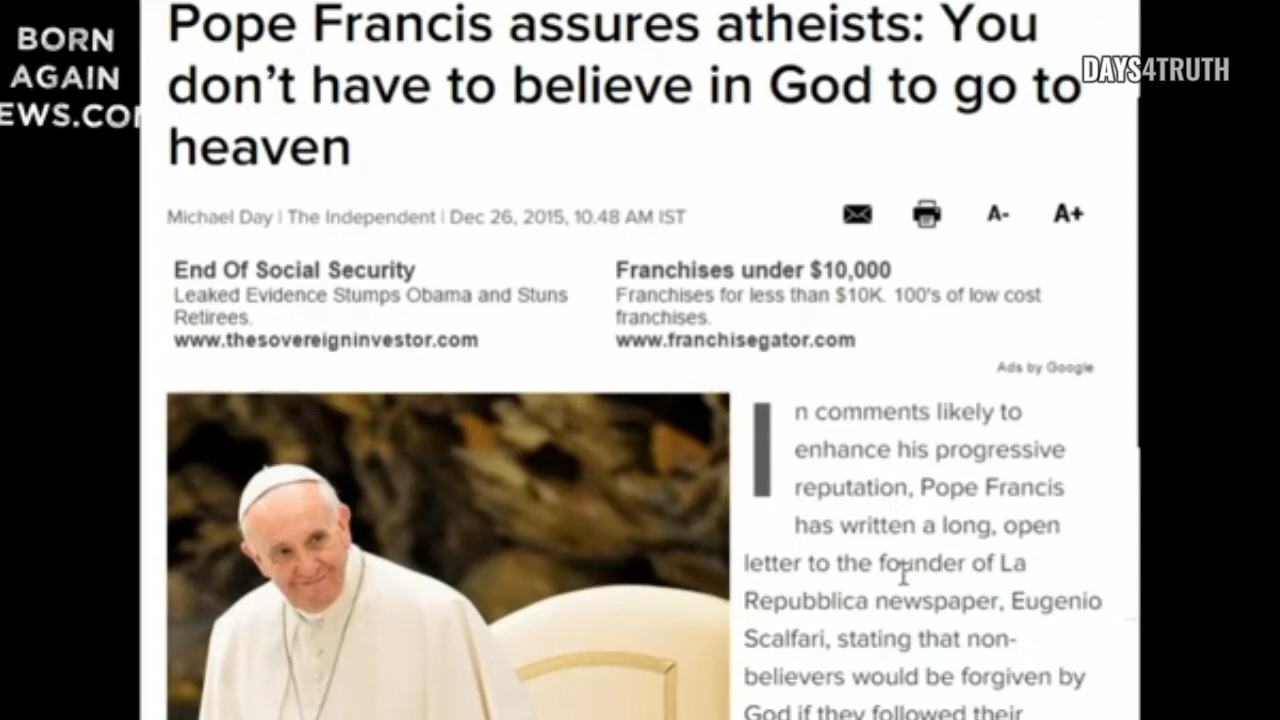 Pope Francis assures atheists: You
don't have to believe in God to go to
heaven
BORN
AGAIN
EWS.CO
DAYS4TRUTH
Michael Day | The Independent | Dec 26, 2015, 10.48 AM IST
A-
A+
End Of Social Security
Leaked Evidence Stumps Obama and Stuns
Retirees.
www.thesovereigninvestor.com
Franchises under $10,000
Franchises for less than $10K. 100's of low cost
franchises.
www.franchisegator.com
Ads by Google
In comments likely to
enhance his progressive
reputation, Pope Francis
has written a long, open
letter to the founder of La
Repubblica newspaper, Eugenio
Scalfari, stating that non-
believers would be forgiven by
God if they followed their